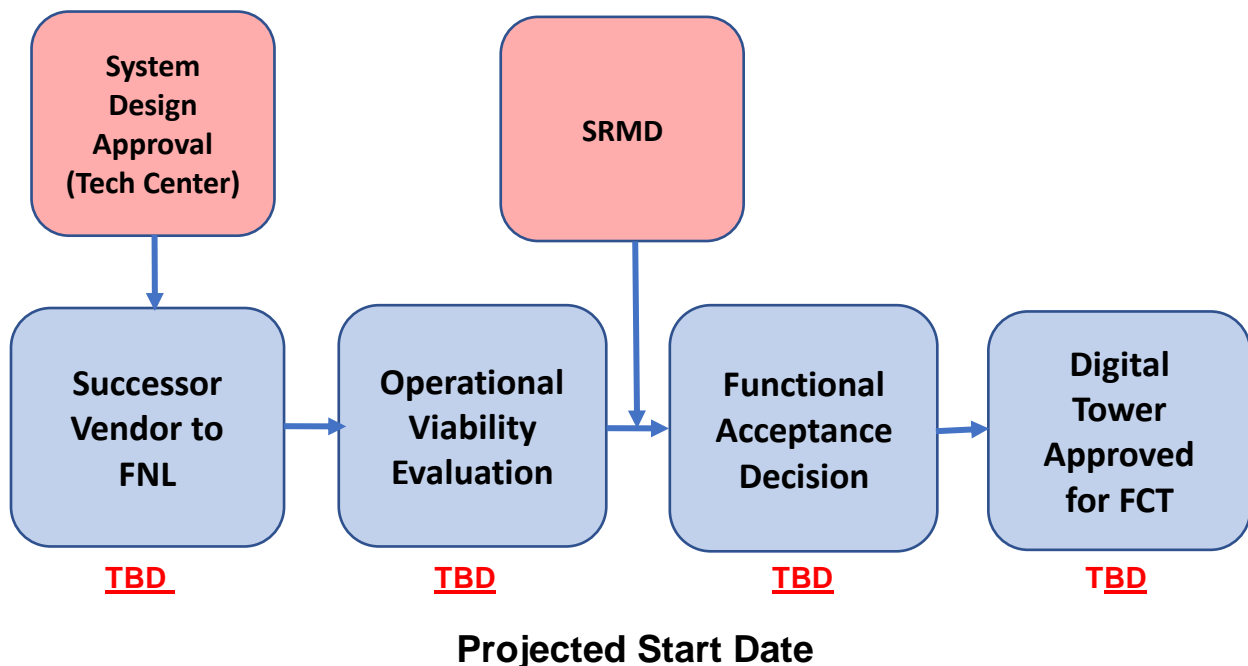 System
Design
Approval
(Tech Center)
SRMD
Successor
Vendor to
FNL
Operational
Viability
Evaluation
Functional
Acceptance
Decision
Digital
Tower
Approved
for FCT
TBD
TBD
TBD
TBD
Projected Start Date